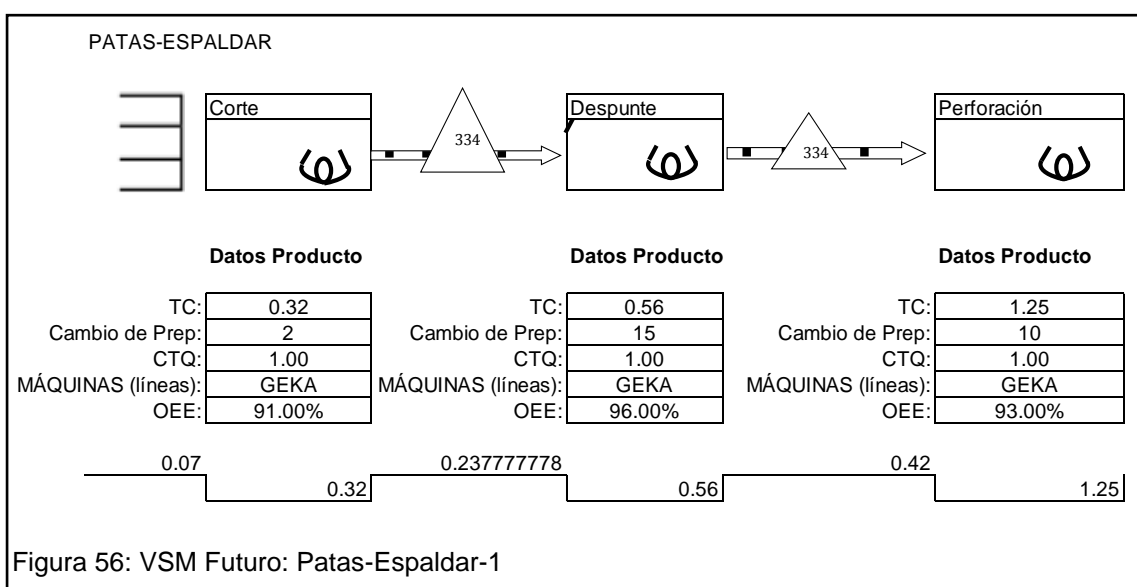 PATAS-ESPALDAR
Corte
334
Despunte
334
Perforación
Datos Producto
Datos Producto
Datos Producto
TC: 0.32 TC: 0.56 TC: 1.25
Cambio de Prep: 2 Cambio de Prep: 15 Cambio de Prep: 10
CTQ: 1.00 CTQ: 1.00 CTQ: 1.00
MÁQUINAS (líneas): GEKA MÁQUINAS (líneas): GEKA MÁQUINAS (líneas): GEKA
OEE: 91.00% OEE: 96.00% OEE: 93.00%
0.07 0.237777778 0.42
0.32 0.56 1.25
Figura 56: VSM Futuro: Patas-Espaldar-1